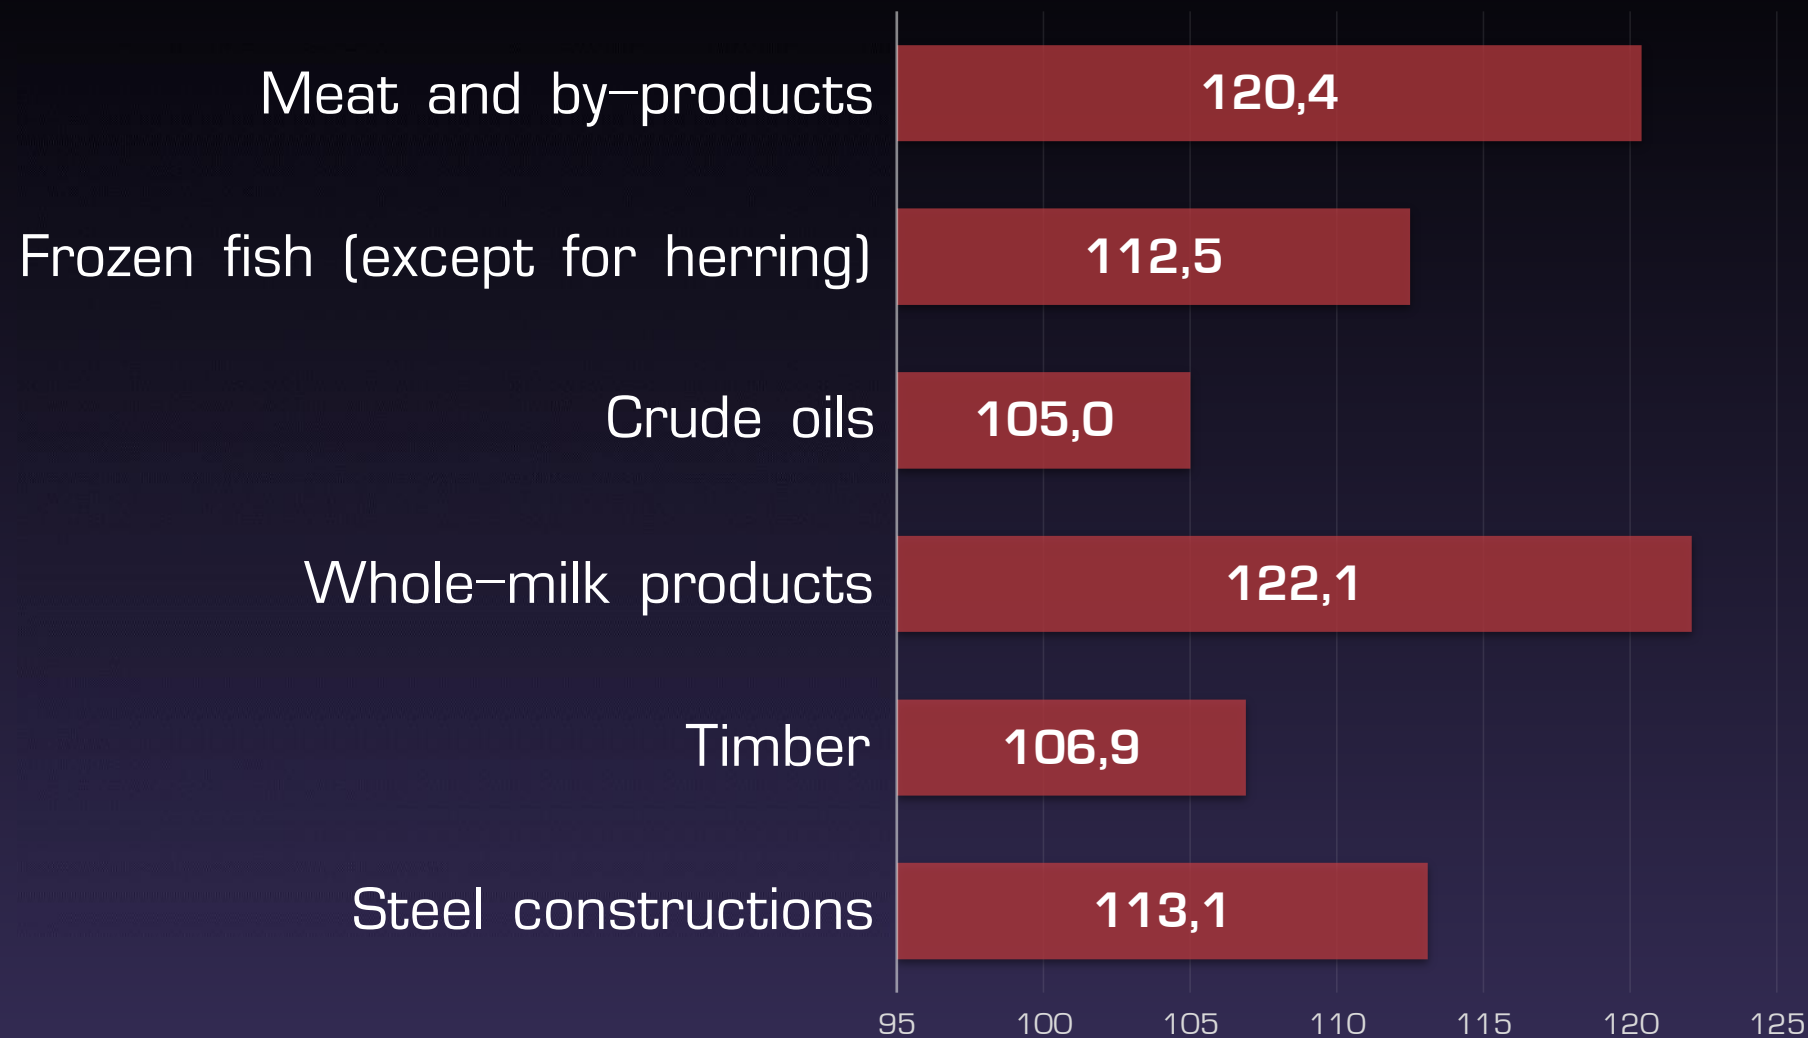 Meat and by-products
120,4
Frozen fish (except for herring)
112,5
Crude oils
105,0
Whole-milk products
122,1
Timber
106,9
Steel constructions
113,1
95 100 105 110 115 120 125